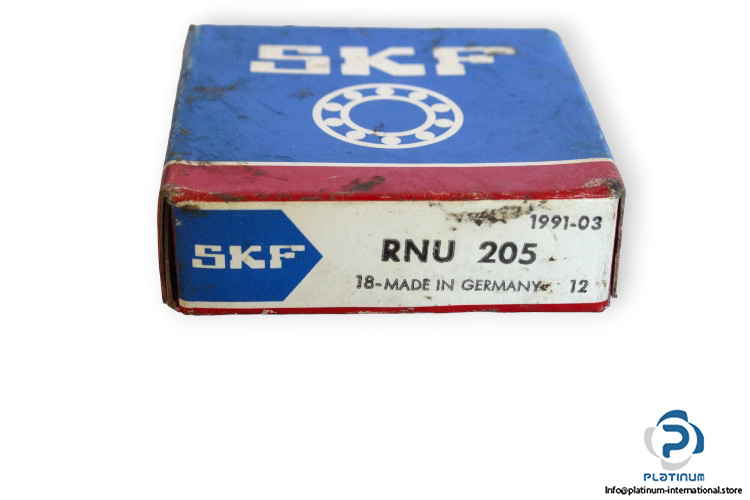 SKF
1991-03
SKF
RNU 205
18-MADE IN GERMANY- 12
PLATINUM
Info@platinum-international.store